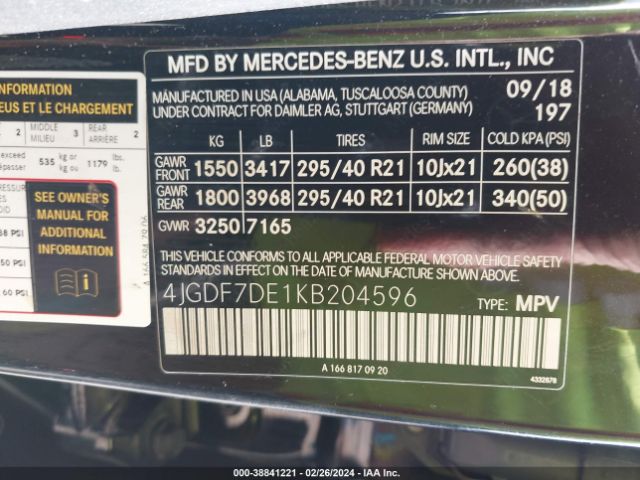 INFORMATION
EUS ET LE CHARGEMENT
2 MIDDLE MILIEU 3 REAR ARRIÈRE 2
exceed
passer 535 kg or kg ou 1179 lbs. lb.
SEE OWNER'S
MANUAL FOR
ADDITIONAL
INFORMATION
PSI
50 PSI
60 PSI
MFD BY MERCEDES-BENZ U.S. INTL., INC
MANUFACTURED IN USA (ALABAMA, TUSCALOOSA COUNTY) 09/18
UNDER CONTRACT FOR DAIMLER AG, STUTTGART (GERMANY) 197
KG LB TIRES RIM SIZE COLD KPA (PSI)
GAWR FRONT 1550 3417 295/40 R21 10Jx21 260(38)
GAWR REAR 1800 3968 295/40 R21 10Jx21 340(50)
GVWR 3250 7165
THIS VEHICLE CONFORMS TO ALL APPLICABLE FEDERAL MOTOR VEHICLE SAFETY
STANDARDS IN EFFECT ON THE DATE OF MANUFACTURE SHOWN ABOVE
4JGDF7DE1KB204596 TYPE: MPV
A 166 817 09 20
4332878
000-38841221 - 02/26/2024 - IAA Inc.